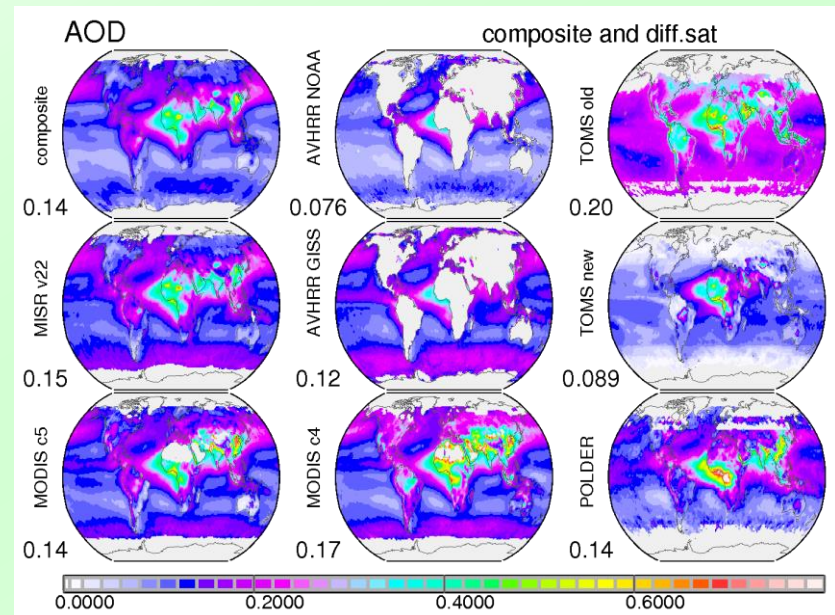 AOD
composite and diff.sat
composite
0.14
AVHRR NOAA
0.076
TOMS old
0.20
MISR v22
0.15
AVHRR GISS
0.12
TOMS new
0.089
MODIS c5
0.14
MODIS c4
0.17
POLDER
0.14
0.0000 0.2000 0.4000 0.6000